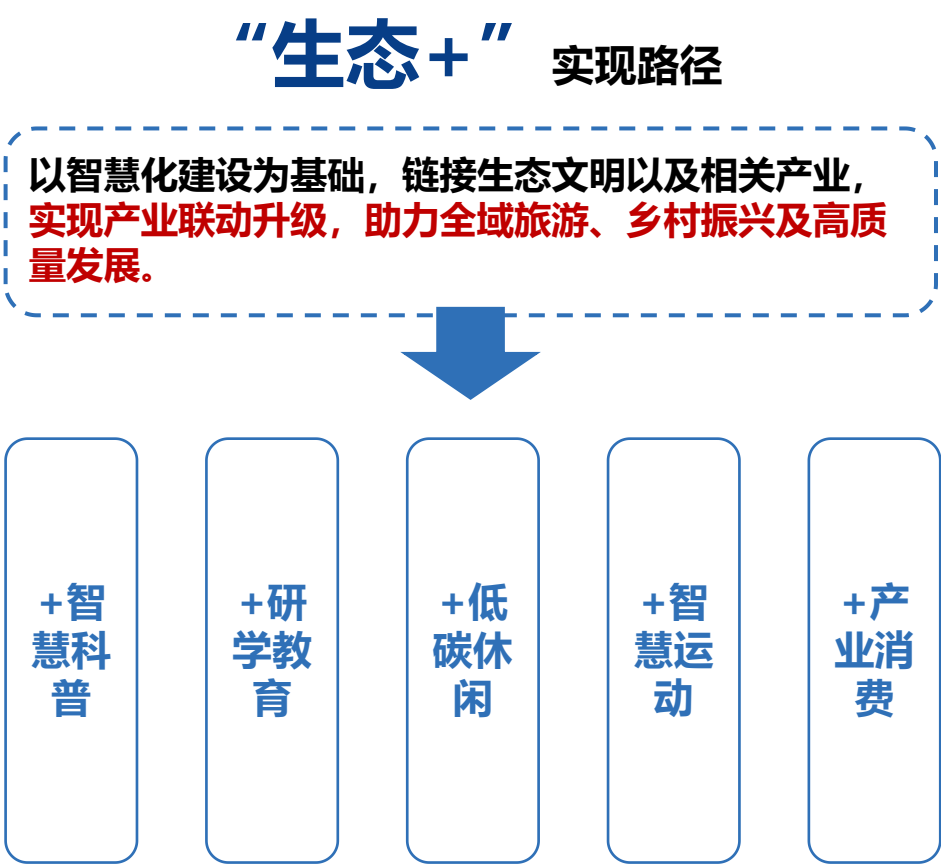 “生态+” 实现路径
以智慧化建设为基础，链接生态文明以及相关产业，
实现产业联动升级，助力全域旅游、乡村振兴及高质
量发展。
+智
慧科
普
+研
学教
育
+低
碳休
闲
+智
慧运
动
+产
业消
费